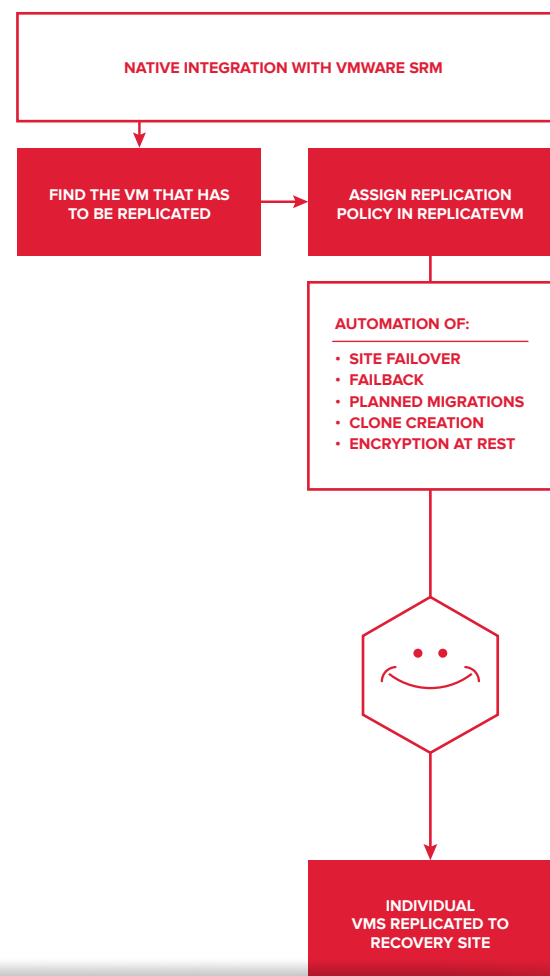 NATIVE INTEGRATION WITH VMWARE SRM
FIND THE VM THAT HAS
TO BE REPLICATED
ASSIGN REPLICATION
POLICY IN REPLICATEVM
AUTOMATION OF:
• SITE FAILOVER
• FAILBACK
• PLANNED MIGRATIONS
• CLONE CREATION
• ENCRYPTION AT REST
INDIVIDUAL
VMS REPLICATED TO
RECOVERY SITE